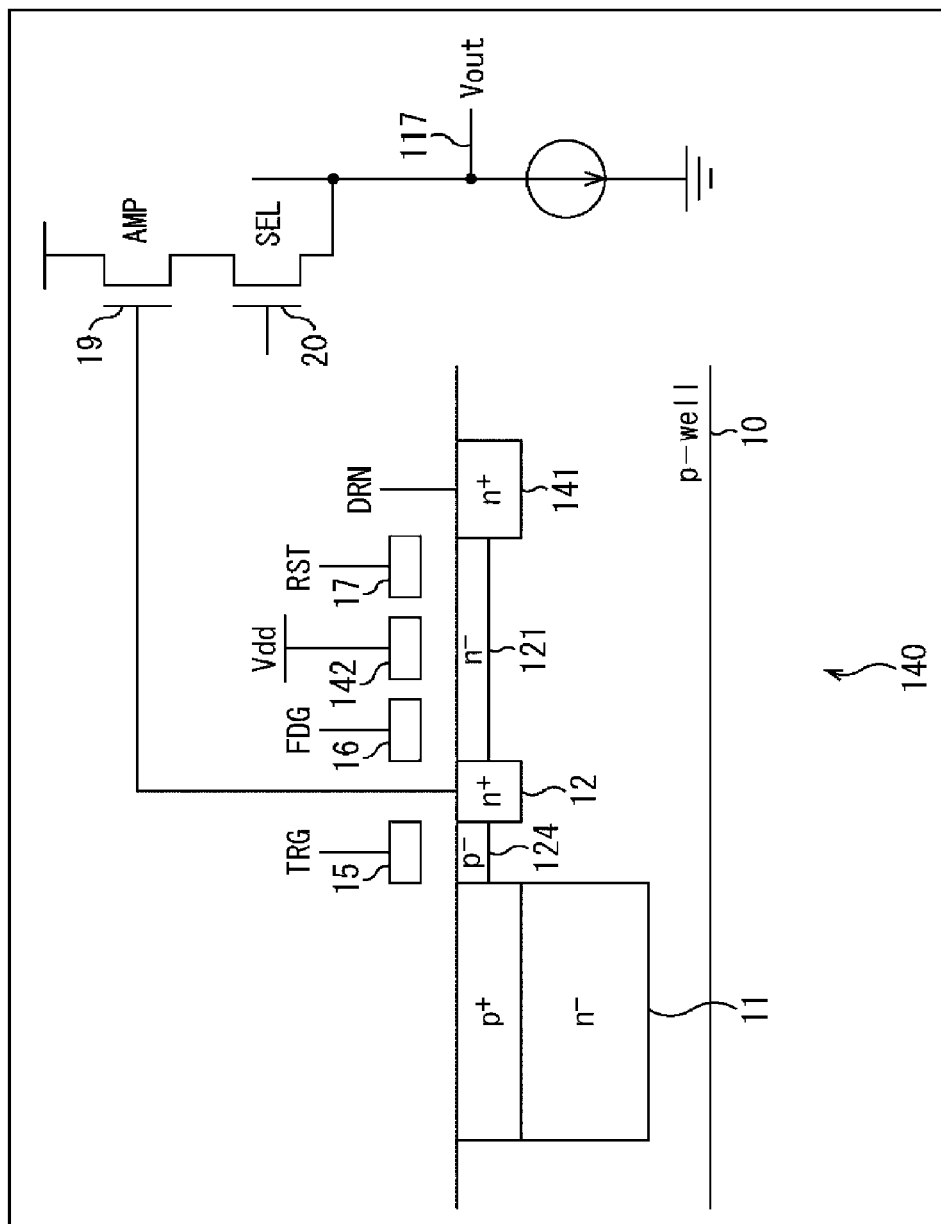 AMP
19
SEL
20
117
Vout
TRG
15
FDG
16
Vdd
142
RST
17
DRN
p+
n−
p−
n+
n−
n+
11
124
12
121
141
p-well
10
140